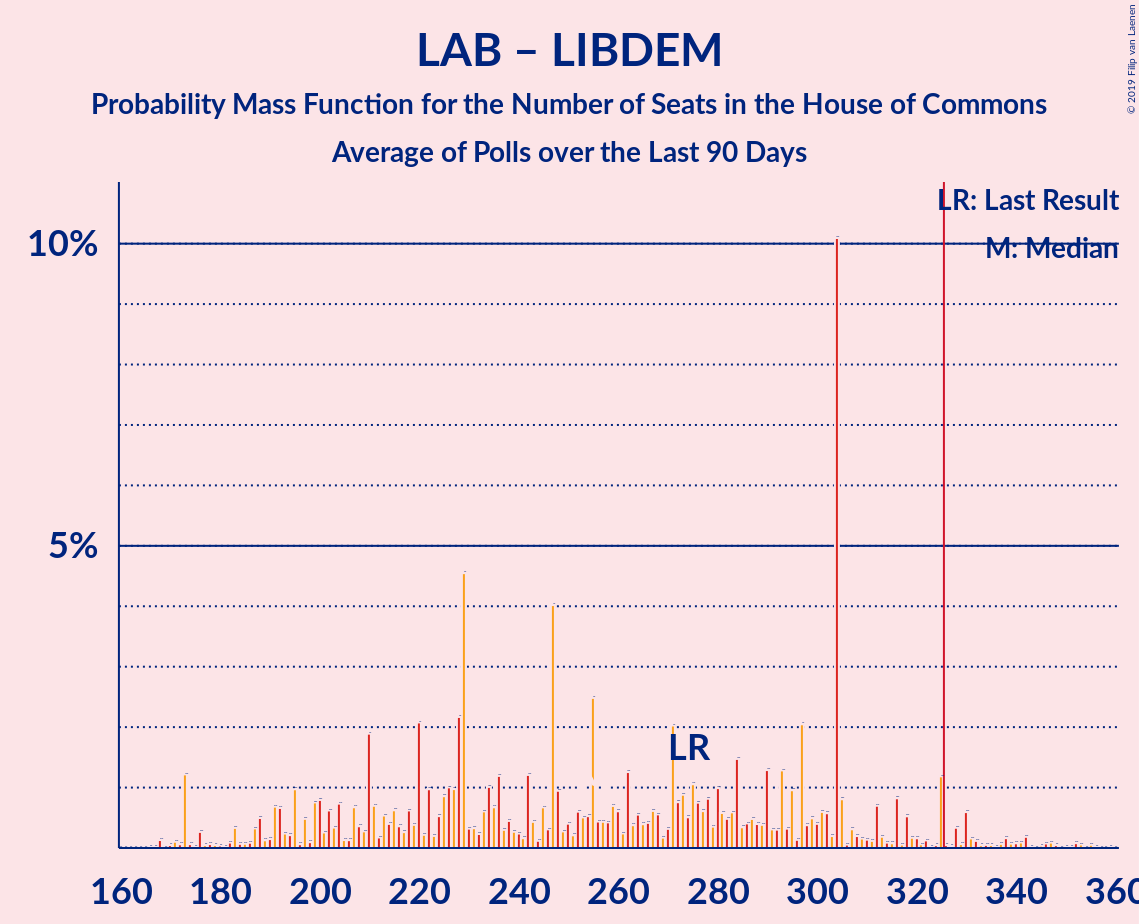 LAB – LIBDEM
Probability Mass Function for the Number of Seats in the House of Commons
Average of Polls over the Last 90 Days
© 2019 Filip van Laenen
LR: Last Result
M: Median
10%
5%
LR
160 180 200 220 240 260 280 300 320 340 360